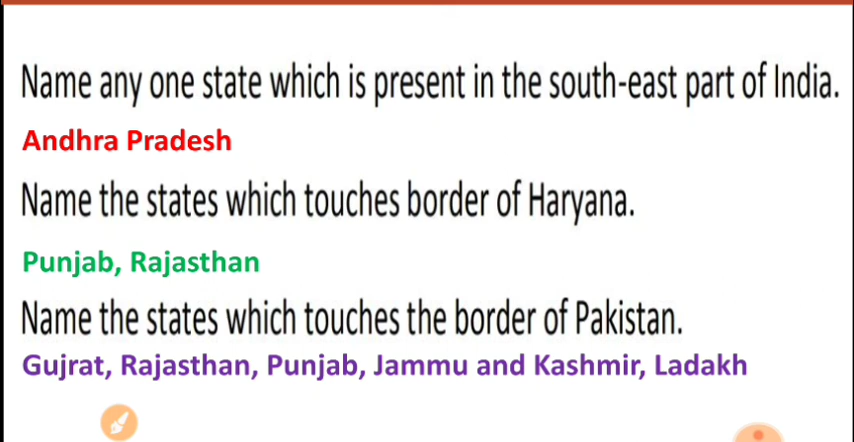 Name any one state which is present in the south-east part of India.
Andhra Pradesh
Name the states which touches border of Haryana.
Punjab, Rajasthan
Name the states which touches the border of Pakistan.
Gujrat, Rajasthan, Punjab, Jammu and Kashmir, Ladakh